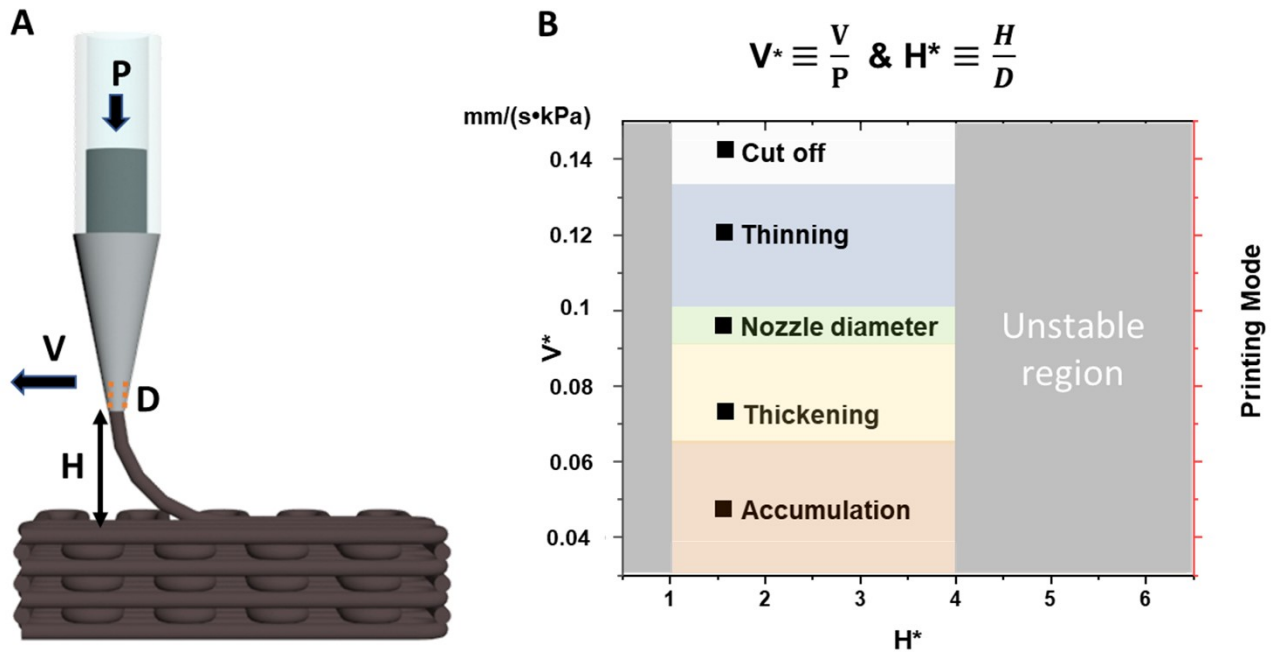 A
P
V
D
H
B
V* ≡ V/P & H* ≡ H/D
mm/(s•kPa)
0.14
0.12
0.1
0.08
0.06
0.04
V*
Cut off
Thinning
Nozzle diameter
Thickening
Accumulation
Unstable
region
Printing Mode
1 2 3 4 5 6
H*